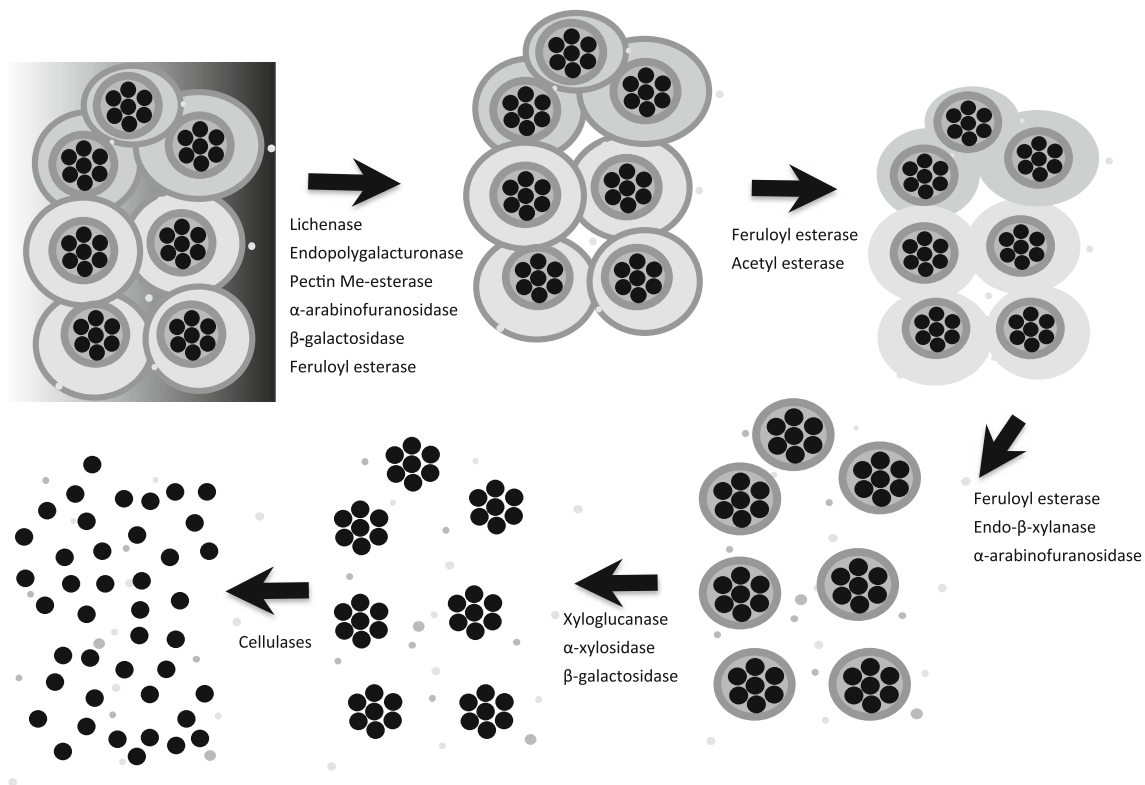 Lichenase
Endopolygalacturonase
Pectin Me-esterase
α-arabinofuranosidase
β-galactosidase
Feruloyl esterase
Feruloyl esterase
Acetyl esterase
Feruloyl esterase
Endo-β-xylanase
α-arabinofuranosidase
Xyloglucanase
α-xylosidase
β-galactosidase
Cellulases